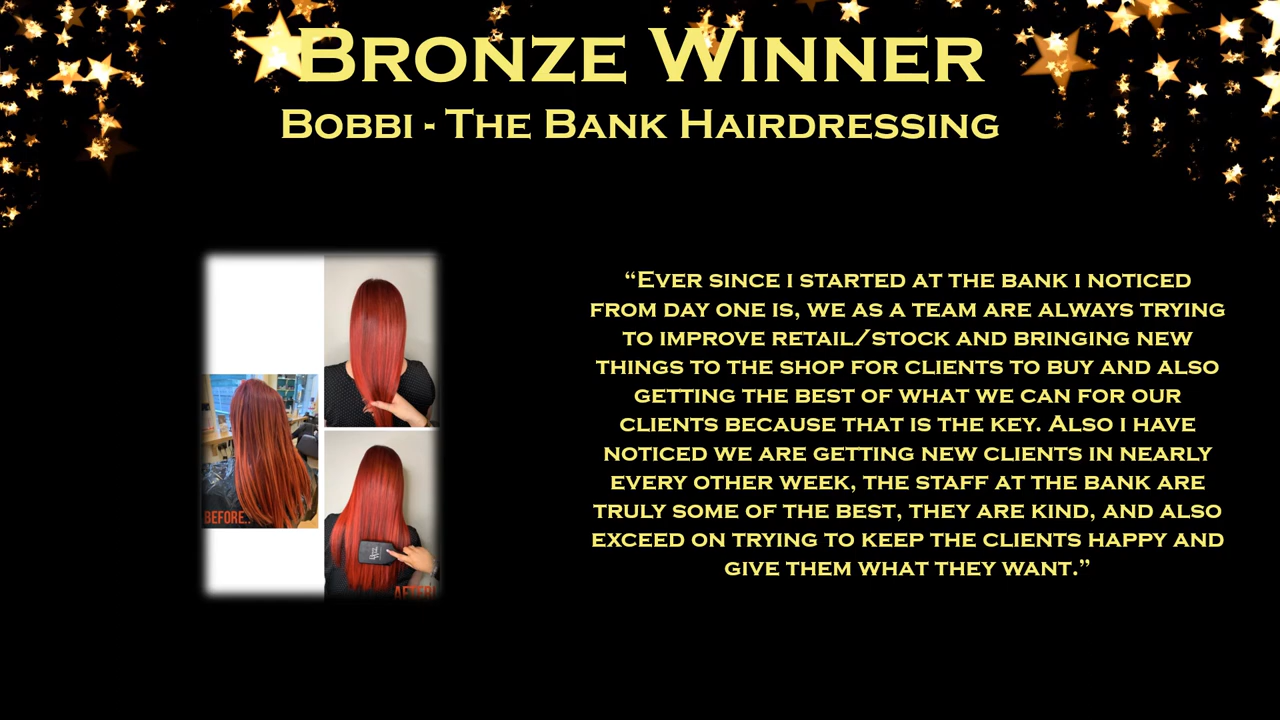 Bronze Winner
Bobbi - The Bank Hairdressing
“Ever since i started at the bank i noticed
from day one is, we as a team are always trying
to improve retail/stock and bringing new
things to the shop for clients to buy and also
getting the best of what we can for our
clients because that is the key. Also i have
noticed we are getting new clients in nearly
every other week, the staff at the bank are
truly some of the best, they are kind, and also
exceed on trying to keep the clients happy and
give them what they want.”
BEFORE..
AFTER